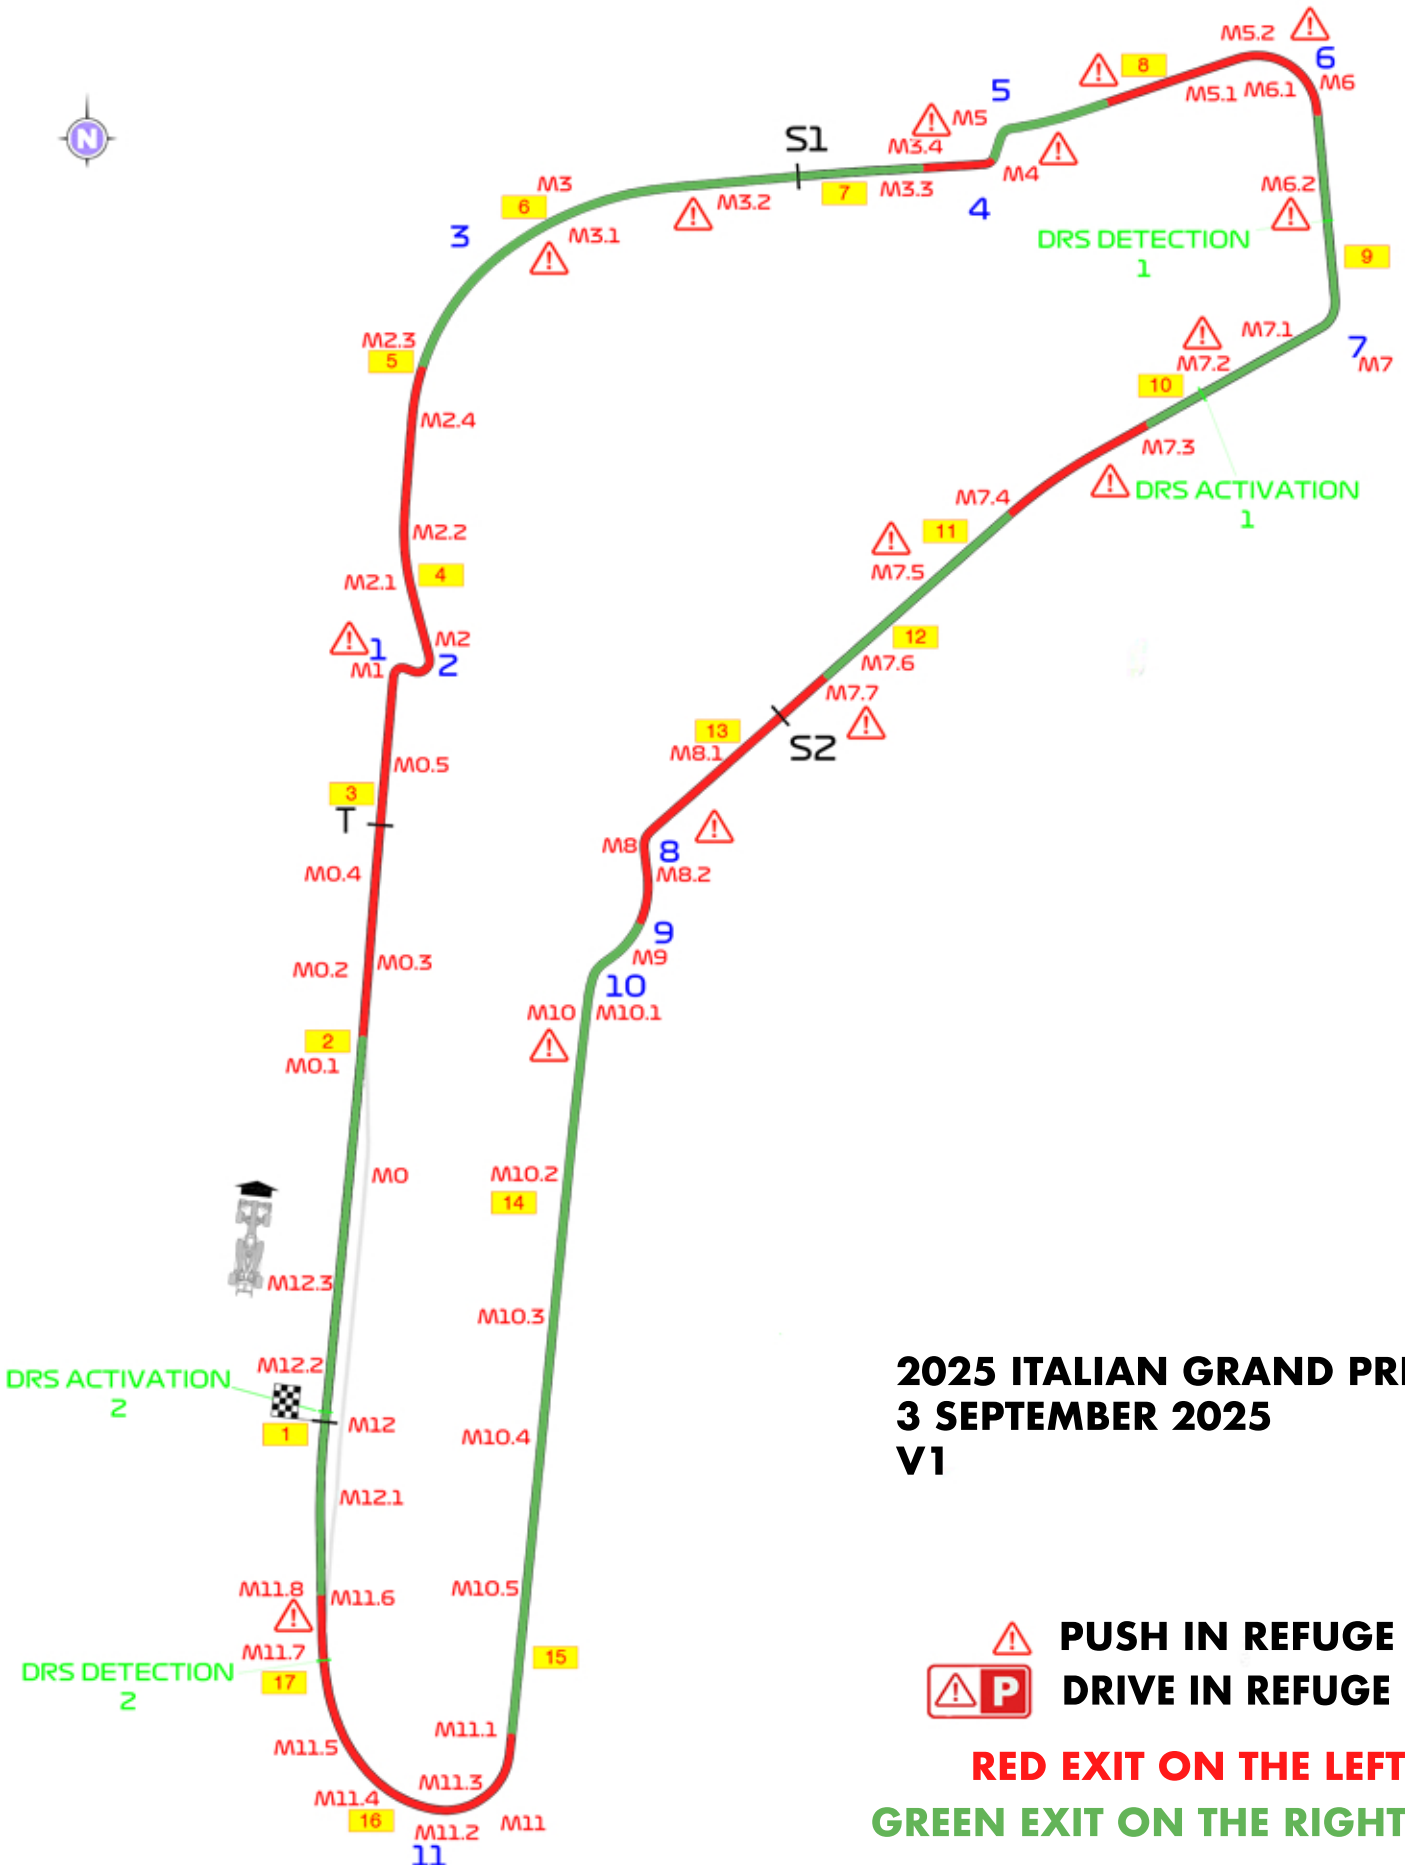 M5.2
6
8
M6
M5.1
M6.1
5
M5
N
S1
M3.4
M4
M3
M3.3
7
M6.2
6
M3.2
4
3
M3.1
DRS DETECTION
1
9
M7.1
M2.3
7
5
M7.2
M7
10
M2.4
M7.3
M7.4
DRS ACTIVATION
1
M2.2
11
M7.5
4
M2.1
M2
12
1
M7.6
M1
2
M7.7
13
S2
M8.1
M0.5
3
T
M8
8
M0.4
M8.2
9
M0.2
M0.3
M9
10
M10
M10.1
2
M0.1
M0
M10.2
14
M12.3
M10.3
M12.2
DRS ACTIVATION
2
2025 ITALIAN GRAND PRI
3 SEPTEMBER 2025
V1
1
M12
M10.4
M12.1
M11.8
M11.6
M10.5
M11.7
15
DRS DETECTION
2
17
PUSH IN REFUGE
P
DRIVE IN REFUGE
M11.1
M11.5
RED EXIT ON THE LEFT
M11.3
M11.4
16
M11
GREEN EXIT ON THE RIGHT
M11.2
11